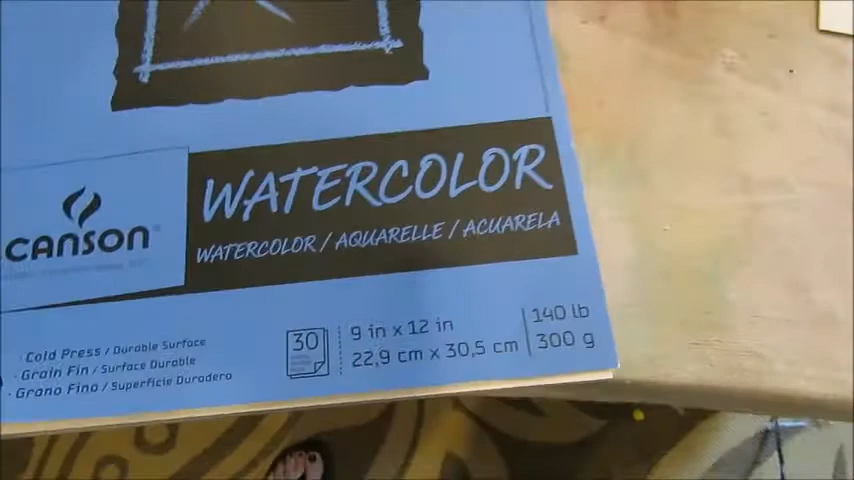 WATERCOLOR
CANSON®
WATERCOLOR / AQUARELLE / ACUARELA
Cold Press / Durable Surface
Grain Fin / Surface Durable
Grano Fino / Superficie Duradero
30
9 in x 12 in
22,9 cm x 30,5 cm
140 lb
300 g